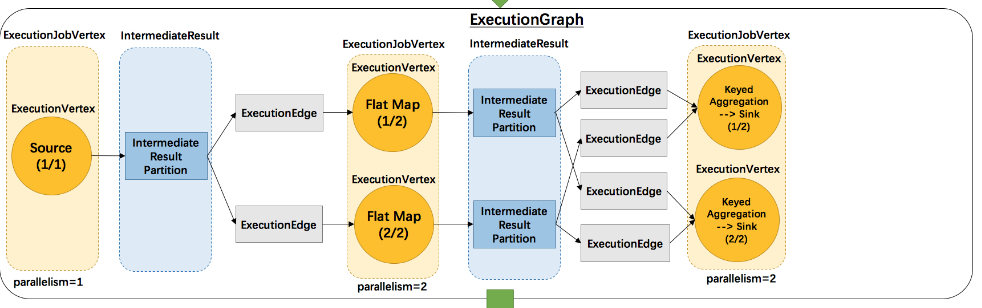 ExecutionGraph
ExecutionJobVertex
ExecutionVertex
Source
(1/1)
parallelism=1
IntermediateResult
Intermediate
Result
Partition
ExecutionEdge
ExecutionEdge
ExecutionJobVertex
ExecutionVertex
Flat Map
(1/2)
ExecutionVertex
Flat Map
(2/2)
parallelism=2
IntermediateResult
Intermediate
Result
Partition
Intermediate
Result
Partition
ExecutionEdge
ExecutionEdge
ExecutionEdge
ExecutionEdge
ExecutionJobVertex
ExecutionVertex
Keyed
Aggregation
--> Sink
(1/2)
ExecutionVertex
Keyed
Aggregation
--> Sink
(2/2)
parallelism=2